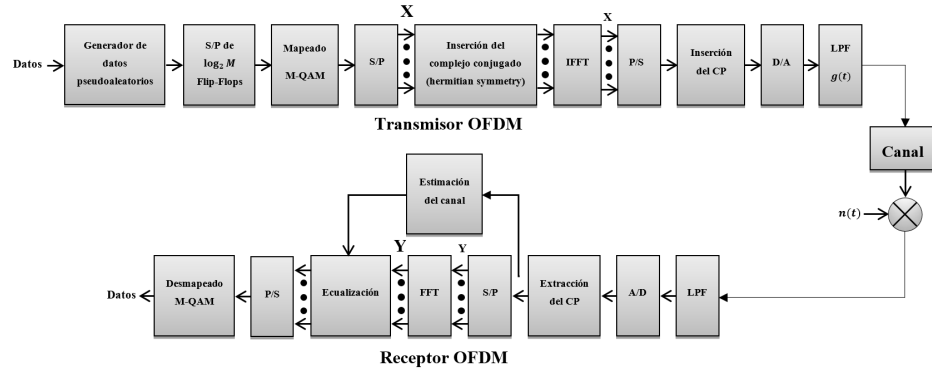 X
X
Datos
Generador de
datos
pseudoaleatorios
S/P de
log₂ M
Flip-Flops
Mapeado
M-QAM
S/P
Inserción del
complejo conjugado
(hermitian symmetry)
IFFT
P/S
Inserción
del CP
D/A
LPF
g(t)
Transmisor OFDM
Canal
n(t)
Estimación
del canal
Y
Y
Datos
Desmapeado
M-QAM
P/S
Ecualización
FFT
S/P
Extracción
del CP
A/D
LPF
Receptor OFDM